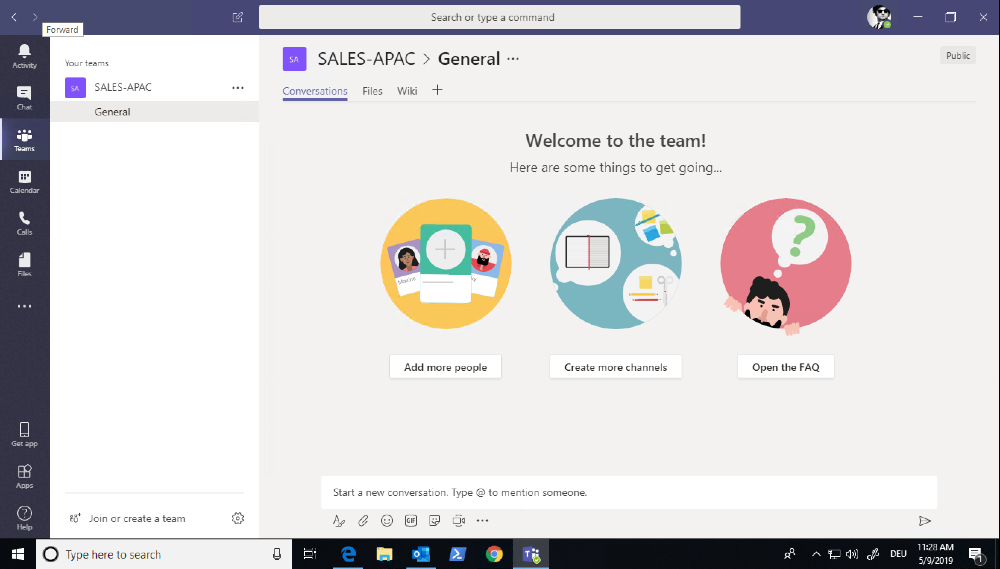 Search or type a command
Forward
Activity
Chat
Teams
Calendar
Calls
Files
Get app
Apps
Help
Your teams
SA
SALES-APAC
General
Join or create a team
SA
SALES-APAC > General
Public
Conversations
Files
Wiki
Welcome to the team!
Here are some things to get going...
Maxine
ky
Add more people
Create more channels
Open the FAQ
Start a new conversation. Type @ to mention someone.
GIF
Type here to search
DEU
11:28 AM
5/9/2019
1